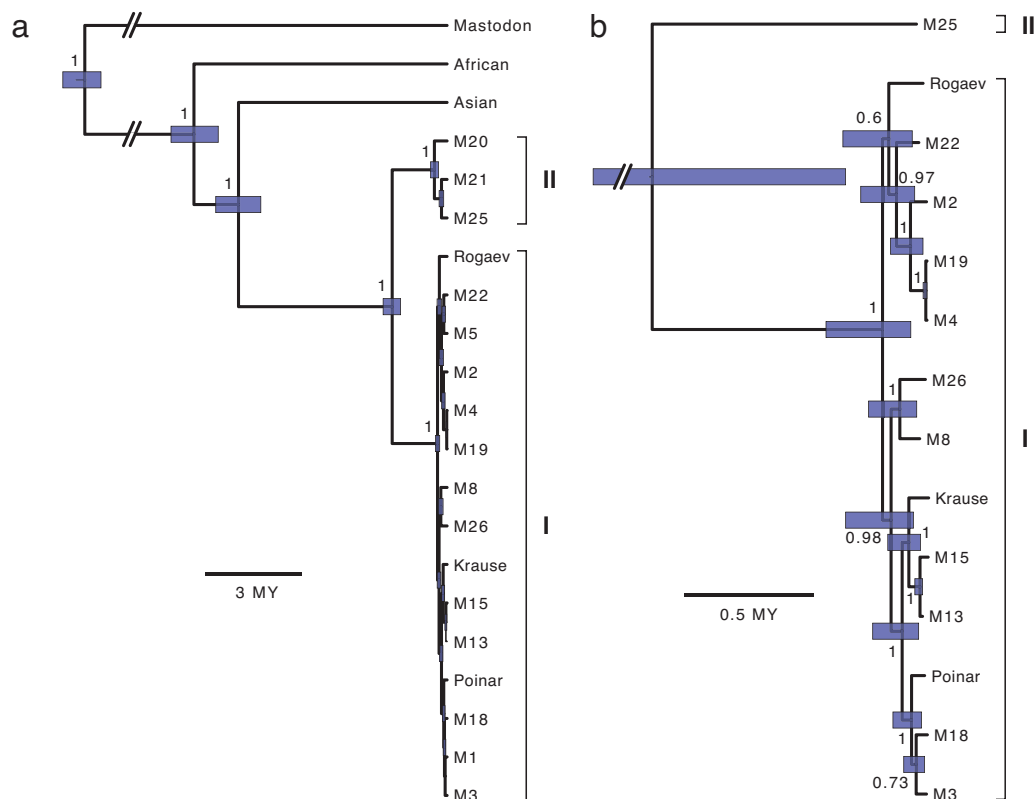 a
Mastodon
African
Asian
M20
M21
M25
Rogaev
M22
M5
M2
M4
M19
M8
M26
Krause
M15
M13
Poinar
M18
M1
M3
1
1
1
1
1
1
II
I
3 MY
b
M25
Rogaev
M22
M2
M19
M4
M26
M8
Krause
M15
M13
Poinar
M18
M3
0.6
0.97
1
1
1
1
0.98
1
1
1
1
0.73
II
I
0.5 MY